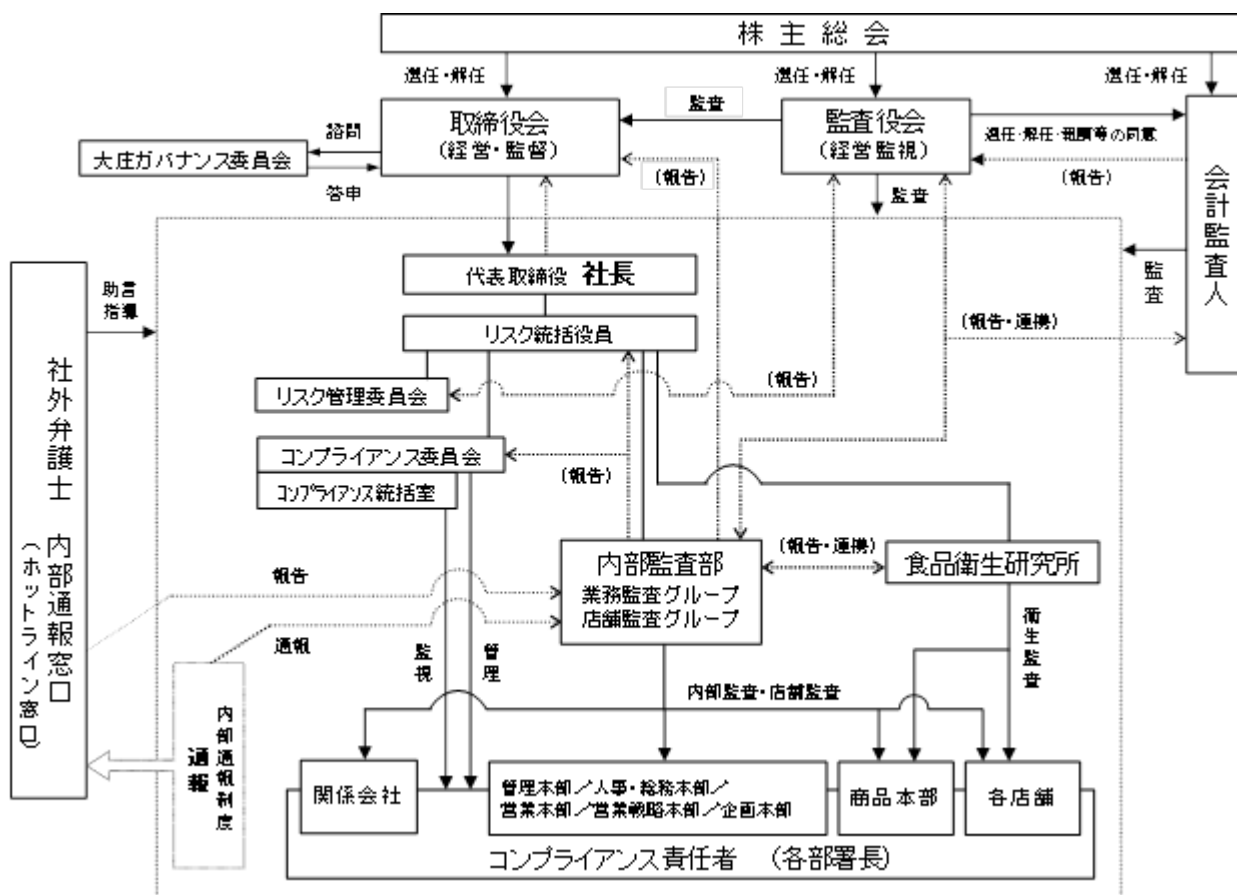 株主総会
選任・解任
選任・解任
選任・解任
取締役会
(経営・監督)
監査
監査役会
(経営監視)
選任・解任・報酬等の同意
(報告)
会計監査人
諮問
大庄ガバナンス委員会
答申
(報告)
監査
監査
代表取締役 社長
助言
指導
リスク統括役員
(報告・連携)
リスク管理委員会
(報告)
コンプライアンス委員会
コンプライアンス統括室
(報告)
社外弁護士 内部通報窓口
(ホットライン窓口)
内部監査部
業務監査グループ
店舗監査グループ
(報告・連携)
食品衛生研究所
報告
通報
監視
管理
衛生監査
内部監査・店舗監査
内部通報制度
通報
関係会社
管理本部/人事・総務本部/
営業本部/営業戦略本部/企画本部
商品本部
各店舗
コンプライアンス責任者 (各部署長)